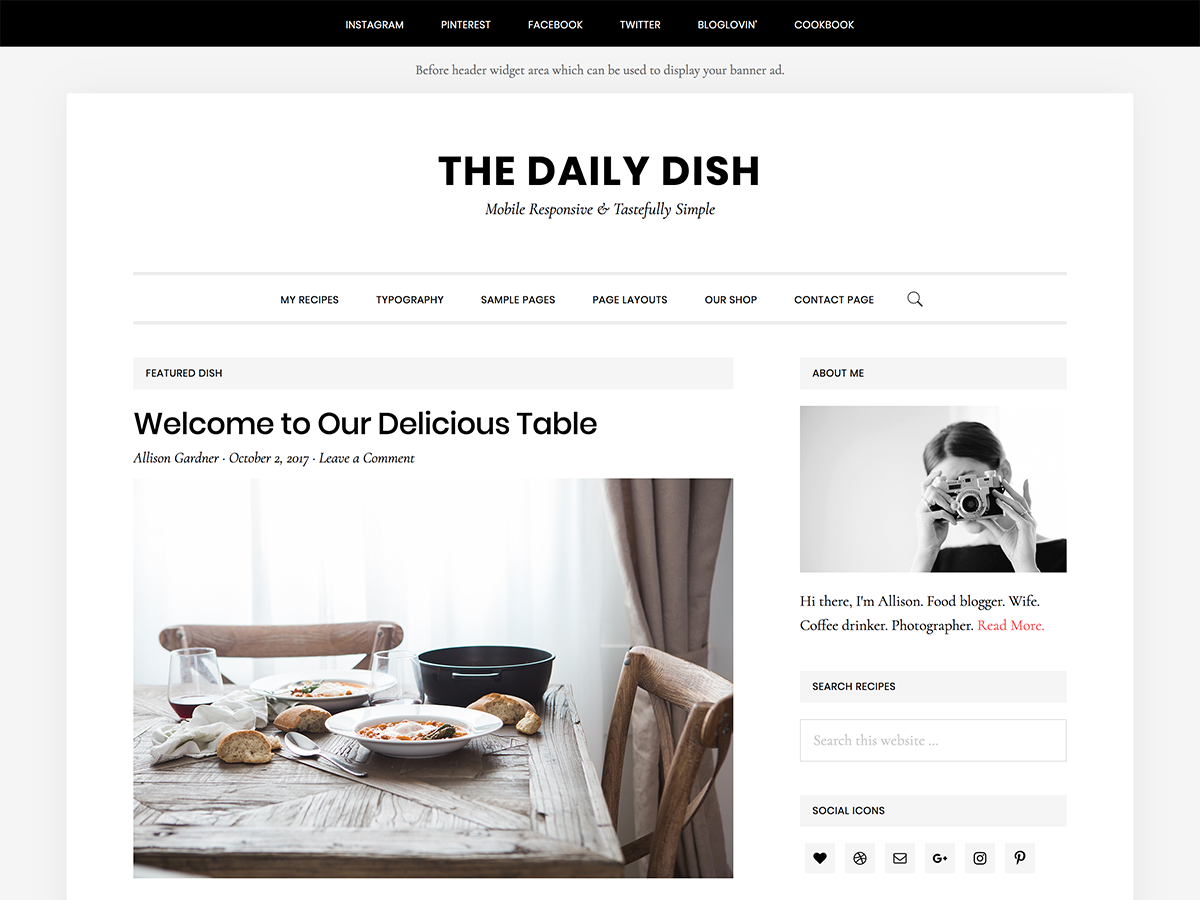 INSTAGRAM PINTEREST FACEBOOK TWITTER BLOGLOVIN' COOKBOOK
Before header widget area which can be used to display your banner ad.
THE DAILY DISH
Mobile Responsive & Tastefully Simple
MY RECIPES TYPOGRAPHY SAMPLE PAGES PAGE LAYOUTS OUR SHOP CONTACT PAGE
FEATURED DISH
Welcome to Our Delicious Table
Allison Gardner · October 2, 2017 · Leave a Comment
ABOUT ME
Hi there, I'm Allison. Food blogger. Wife.
Coffee drinker. Photographer. Read More.
SEARCH RECIPES
Search this website ...
SOCIAL ICONS
G+